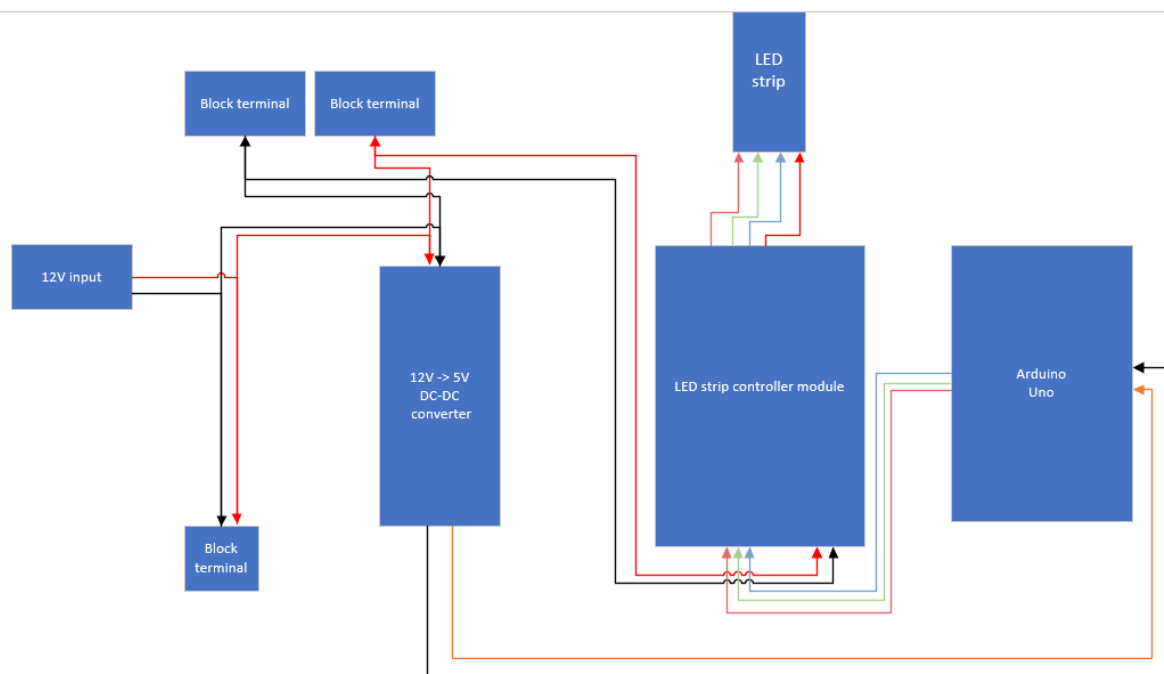 LED
strip
Block terminal
Block terminal
12V input
12V -> 5V
DC-DC
converter
LED strip controller module
Arduino
Uno
Block
terminal